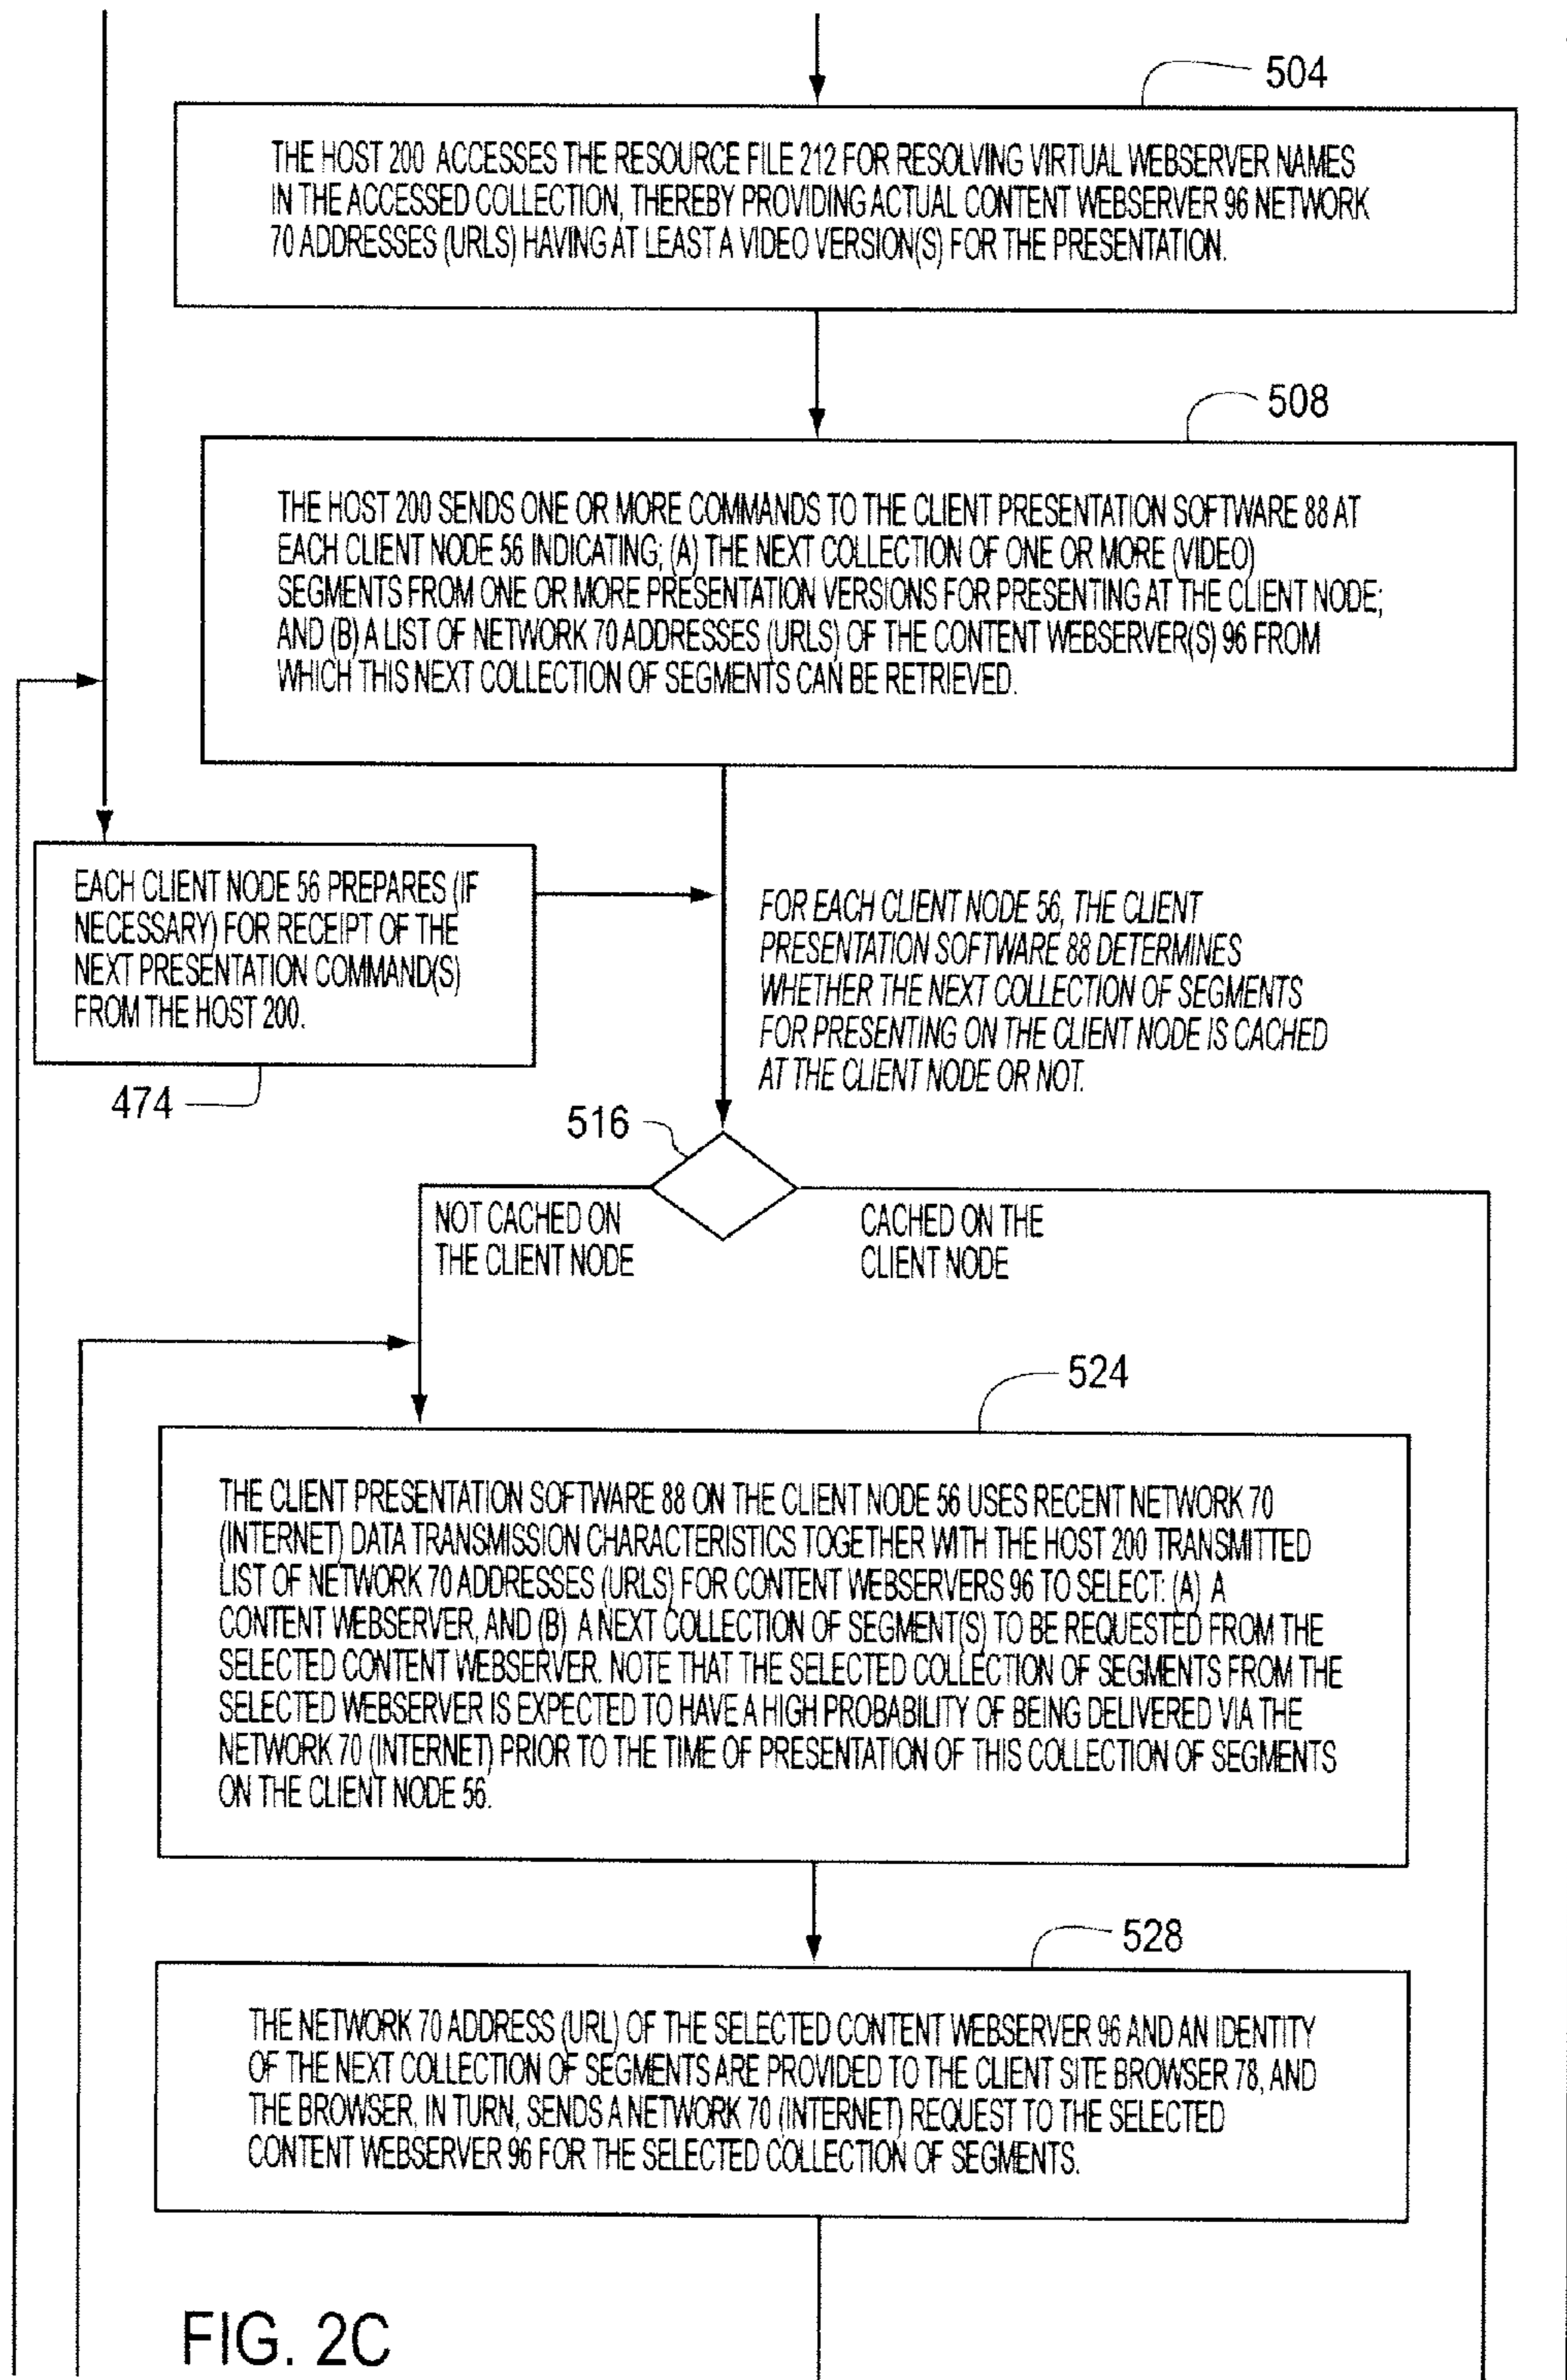 504
THE HOST 200 ACCESSES THE RESOURCE FILE 212 FOR RESOLVING VIRTUAL WEBSERVER NAMES
IN THE ACCESSED COLLECTION, THEREBY PROVIDING ACTUAL CONTENT WEBSERVER 96 NETWORK
70 ADDRESSES (URLS) HAVING AT LEAST A VIDEO VERSION(S) FOR THE PRESENTATION.
508
THE HOST 200 SENDS ONE OR MORE COMMANDS TO THE CLIENT PRESENTATION SOFTWARE 88 AT
EACH CLIENT NODE 56 INDICATING; (A) THE NEXT COLLECTION OF ONE OR MORE (VIDEO)
SEGMENTS FROM ONE OR MORE PRESENTATION VERSIONS FOR PRESENTING AT THE CLIENT NODE;
AND (B) A LIST OF NETWORK 70 ADDRESSES (URLS) OF THE CONTENT WEBSERVER(S) 96 FROM
WHICH THIS NEXT COLLECTION OF SEGMENTS CAN BE RETRIEVED.
EACH CLIENT NODE 56 PREPARES (IF
NECESSARY) FOR RECEIPT OF THE
NEXT PRESENTATION COMMAND(S)
FROM THE HOST 200.
474
FOR EACH CLIENT NODE 56, THE CLIENT
PRESENTATION SOFTWARE 88 DETERMINES
WHETHER THE NEXT COLLECTION OF SEGMENTS
FOR PRESENTING ON THE CLIENT NODE IS CACHED
AT THE CLIENT NODE OR NOT.
516
NOT CACHED ON
THE CLIENT NODE
CACHED ON THE
CLIENT NODE
524
THE CLIENT PRESENTATION SOFTWARE 88 ON THE CLIENT NODE 56 USES RECENT NETWORK 70
(INTERNET) DATA TRANSMISSION CHARACTERISTICS TOGETHER WITH THE HOST 200 TRANSMITTED
LIST OF NETWORK 70 ADDRESSES (URLS) FOR CONTENT WEBSERVERS 96 TO SELECT: (A) A
CONTENT WEBSERVER, AND (B) A NEXT COLLECTION OF SEGMENT(S) TO BE REQUESTED FROM THE
SELECTED CONTENT WEBSERVER. NOTE THAT THE SELECTED COLLECTION OF SEGMENTS FROM THE
SELECTED WEBSERVER IS EXPECTED TO HAVE A HIGH PROBABILITY OF BEING DELIVERED VIA THE
NETWORK 70 (INTERNET) PRIOR TO THE TIME OF PRESENTATION OF THIS COLLECTION OF SEGMENTS
ON THE CLIENT NODE 56.
528
THE NETWORK 70 ADDRESS (URL) OF THE SELECTED CONTENT WEBSERVER 96 AND AN IDENTITY
OF THE NEXT COLLECTION OF SEGMENTS ARE PROVIDED TO THE CLIENT SITE BROWSER 78, AND
THE BROWSER, IN TURN, SENDS A NETWORK 70 (INTERNET) REQUEST TO THE SELECTED
CONTENT WEBSERVER 96 FOR THE SELECTED COLLECTION OF SEGMENTS.
FIG. 2C